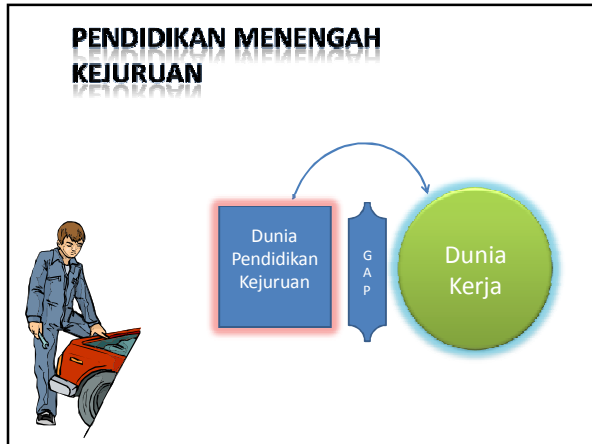 PENDIDIKAN MENENGAH
KEJURUAN
Dunia
Pendidikan
Kejuruan
G
A
P
Dunia
Kerja